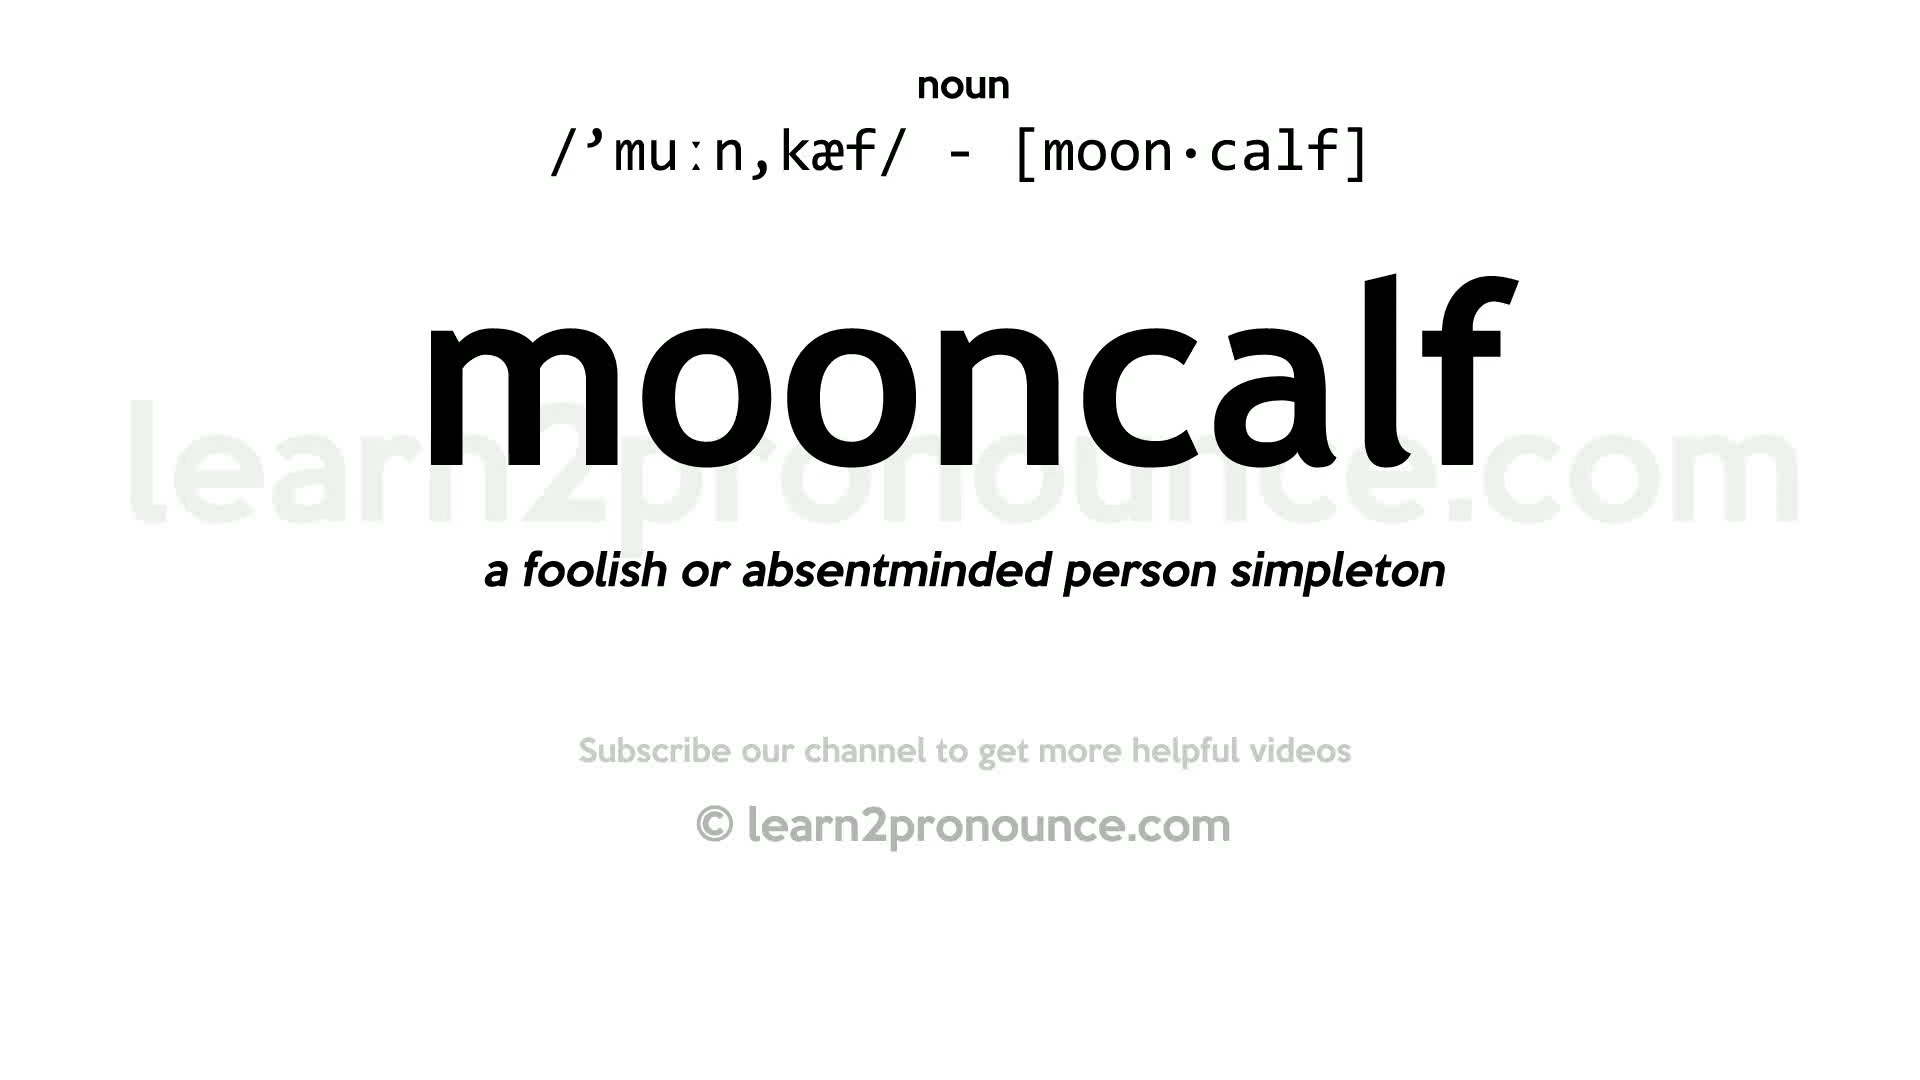 noun
/’muːn,kæf/ - [moon·calf]
mooncalf
learn2pronounce.com
a foolish or absentminded person simpleton
Subscribe our channel to get more helpful videos
© learn2pronounce.com